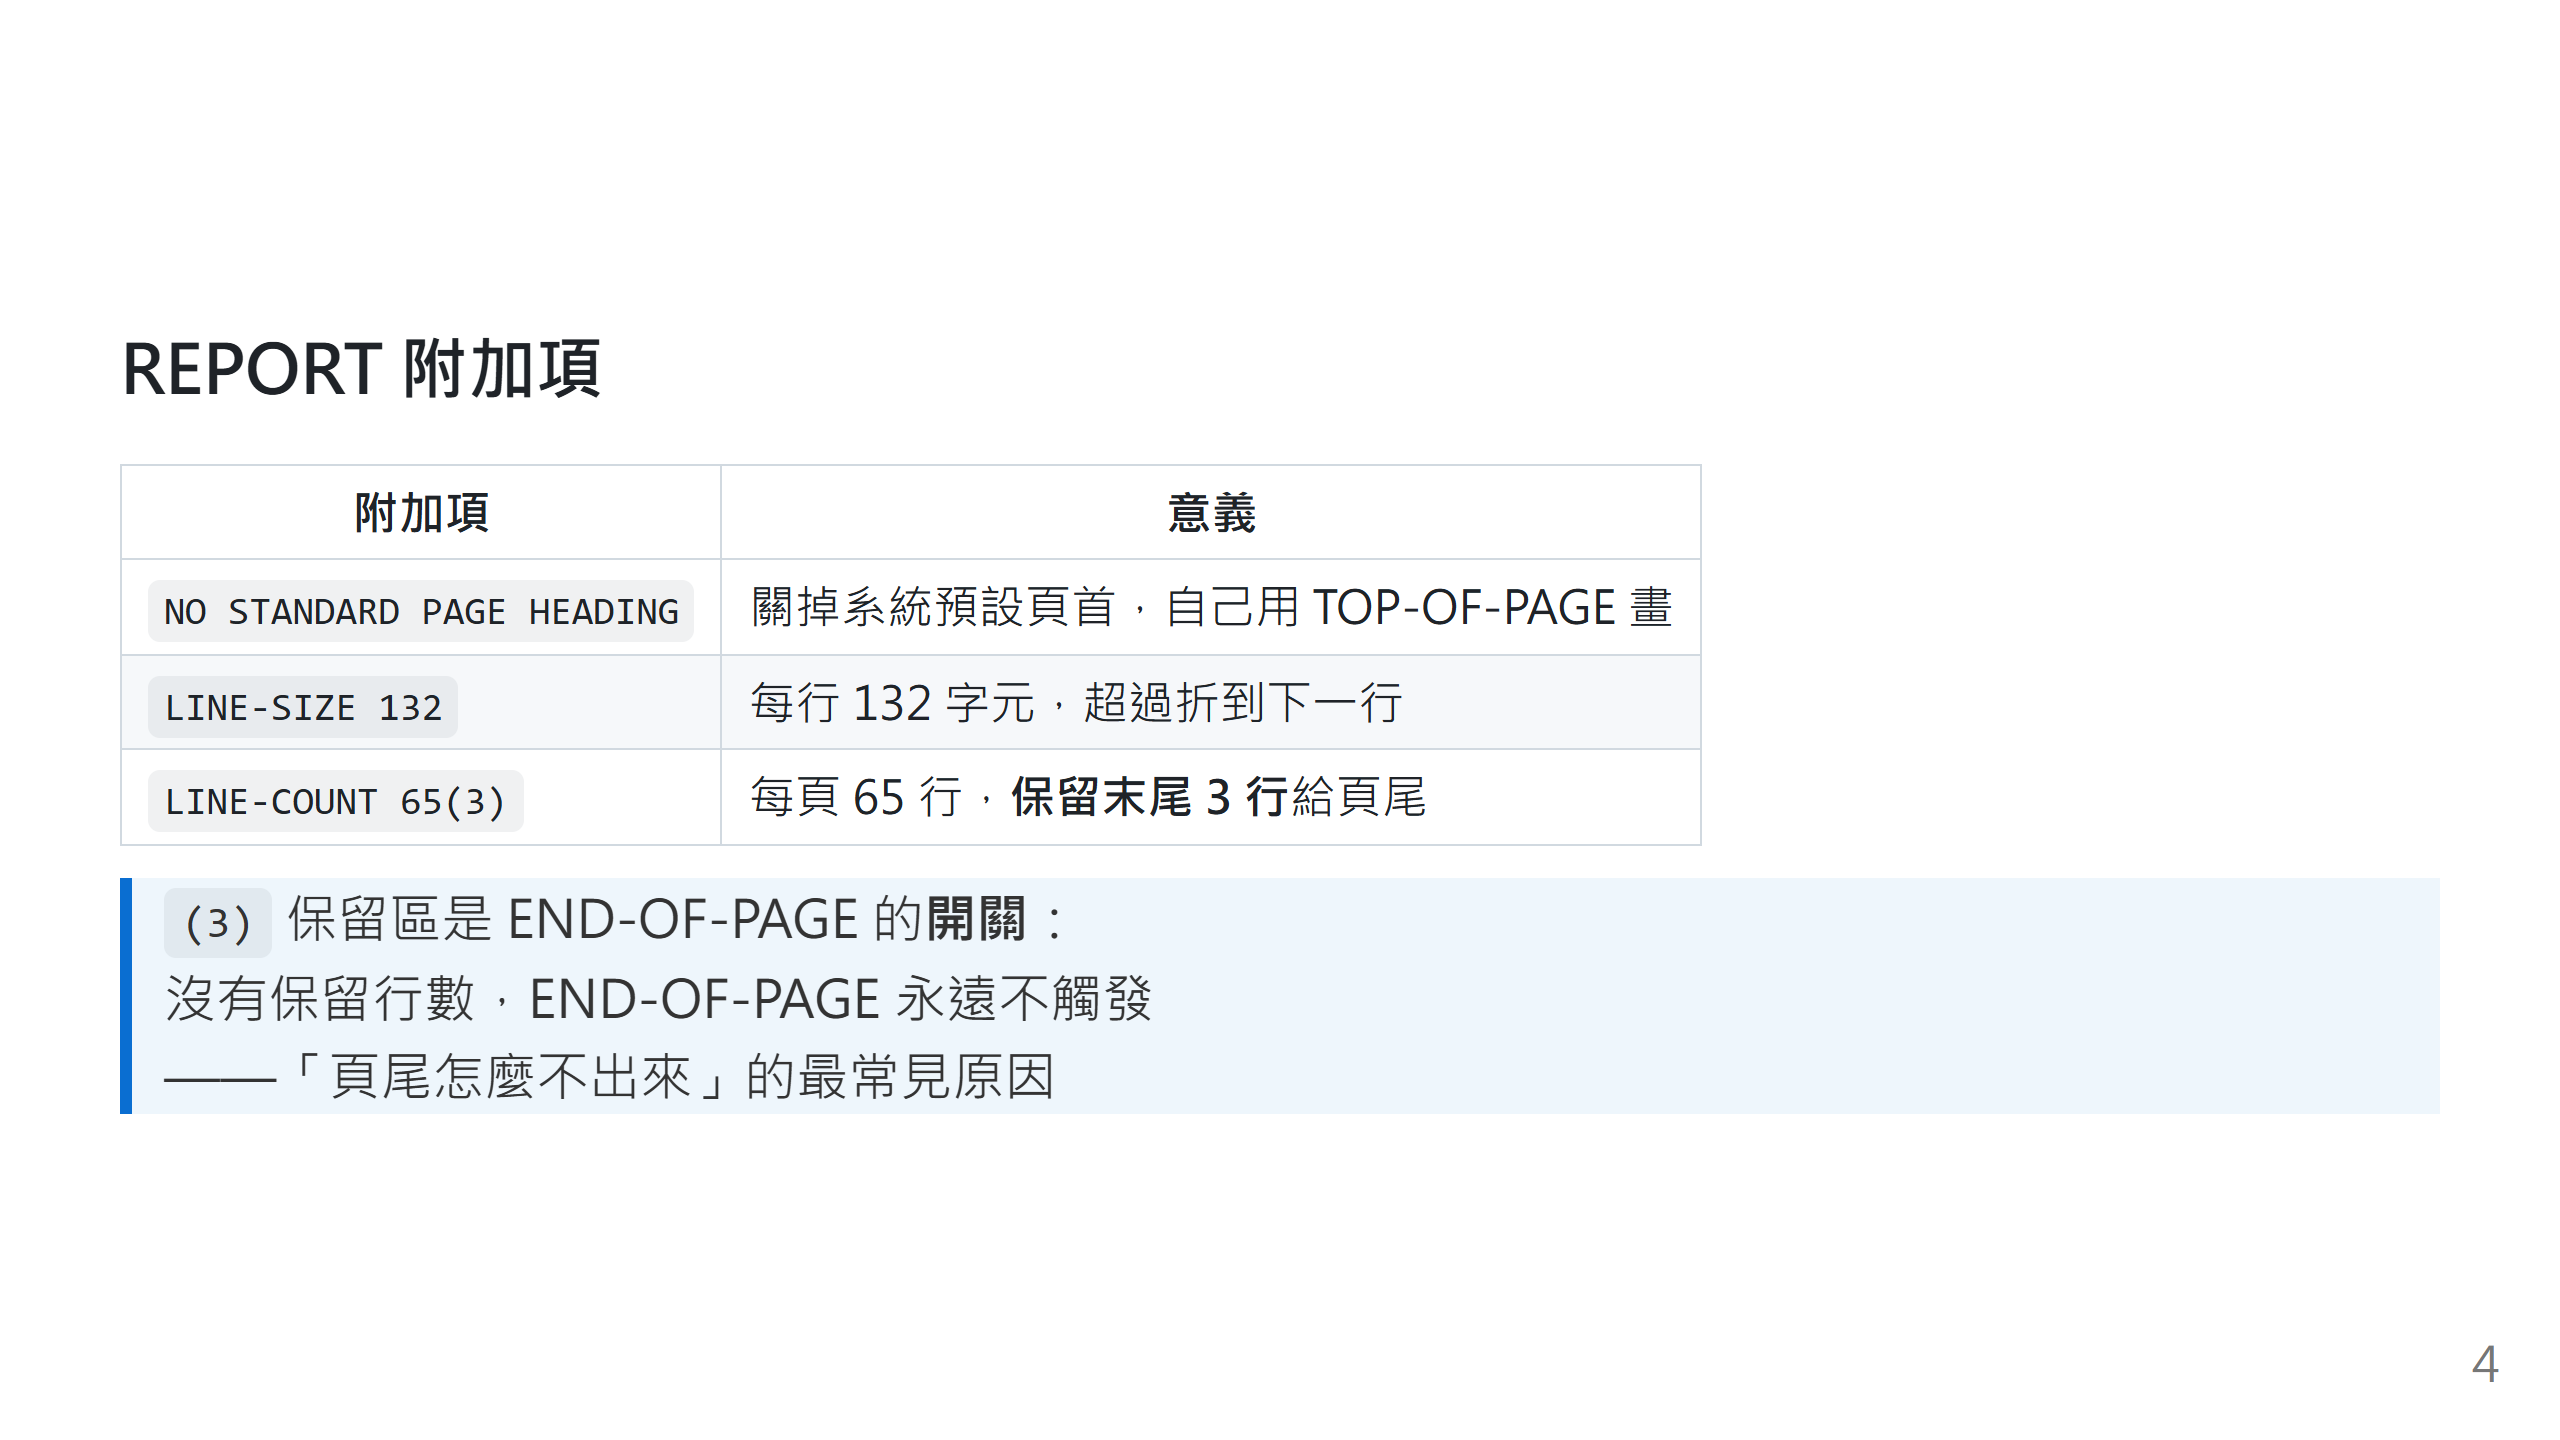 REPORT 附加項
附加項 意義
NO STANDARD PAGE HEADING 關掉系統預設頁首，自己用 TOP-OF-PAGE 畫
LINE-SIZE 132 每行 132 字元，超過折到下一行
LINE-COUNT 65(3) 每頁 65 行，保留末尾 3 行給頁尾
(3) 保留區是 END-OF-PAGE 的開關：
沒有保留行數，END-OF-PAGE 永遠不觸發
——「頁尾怎麼不出來」的最常見原因
4